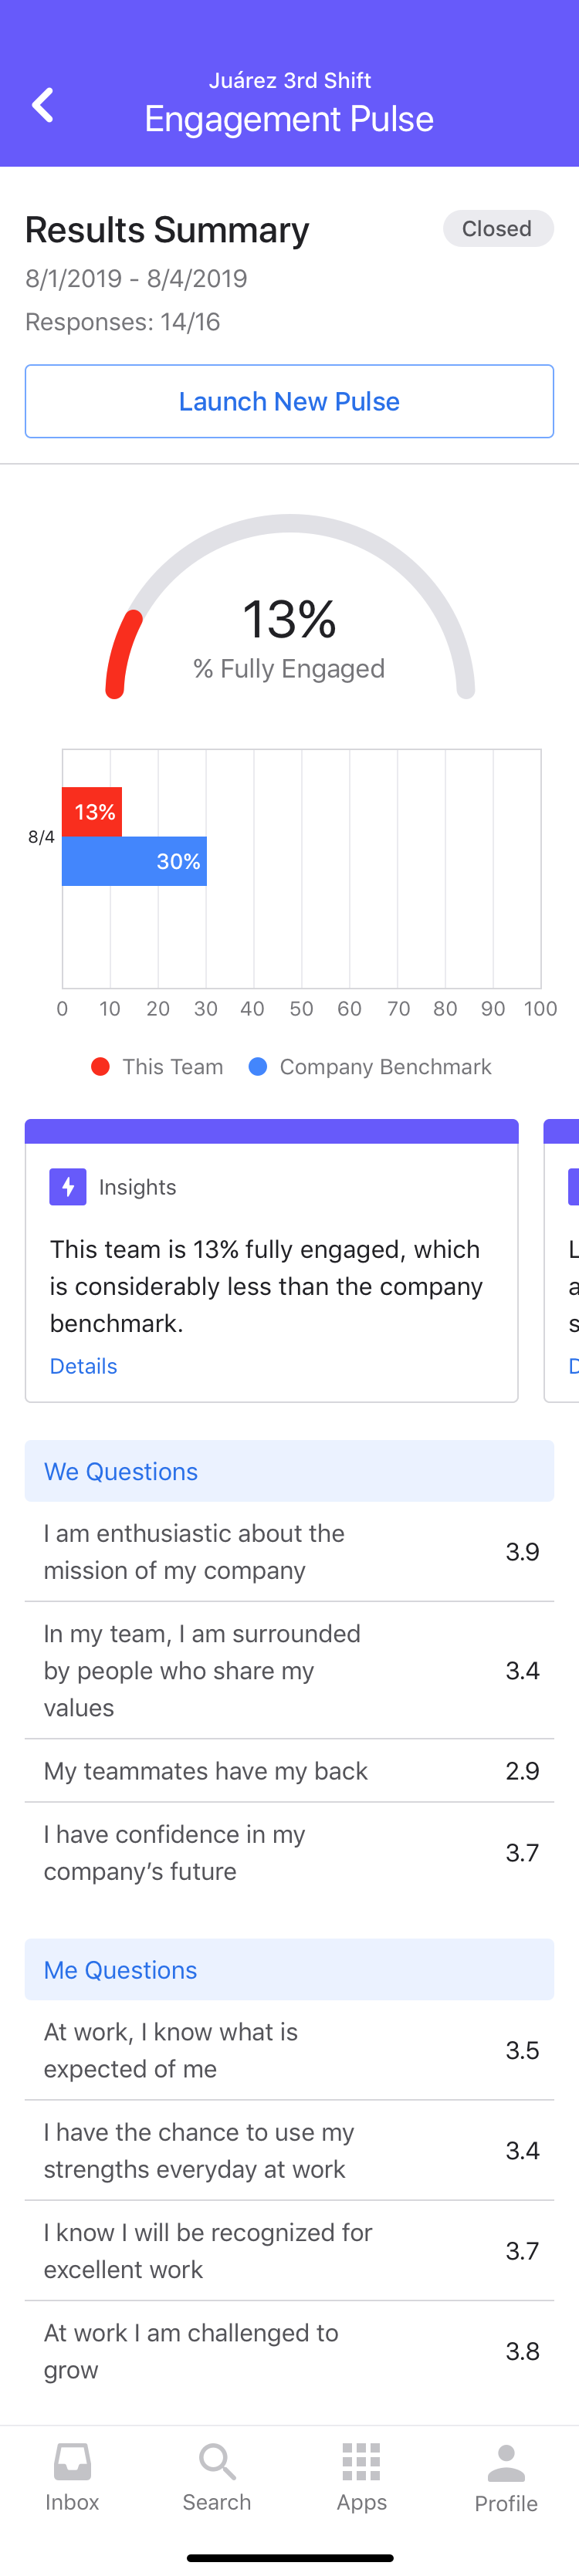 Juárez 3rd Shift
Engagement Pulse
Results Summary
Closed
8/1/2019 - 8/4/2019
Responses: 14/16
Launch New Pulse
13%
% Fully Engaged
13%
8/4
30%
0 10 20 30 40 50 60 70 80 90 100
This Team Company Benchmark
Insights
This team is 13% fully engaged, which
is considerably less than the company
benchmark.
Details
We Questions
I am enthusiastic about the
mission of my company
3.9
In my team, I am surrounded
by people who share my
values
3.4
My teammates have my back
2.9
I have confidence in my
company’s future
3.7
Me Questions
At work, I know what is
expected of me
3.5
I have the chance to use my
strengths everyday at work
3.4
I know I will be recognized for
excellent work
3.7
At work I am challenged to
grow
3.8
Inbox Search Apps Profile